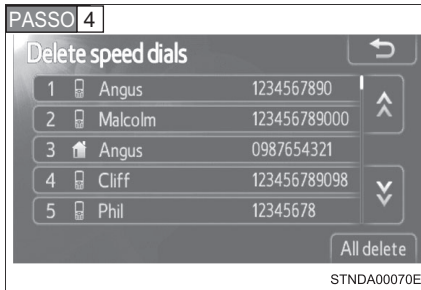 PASSO 4
Delete speed dials
1 Angus 1234567890
2 Malcolm 123456789000
3 Angus 0987654321
4 Cliff 123456789098
5 Phil 12345678
All delete
STNDA00070E